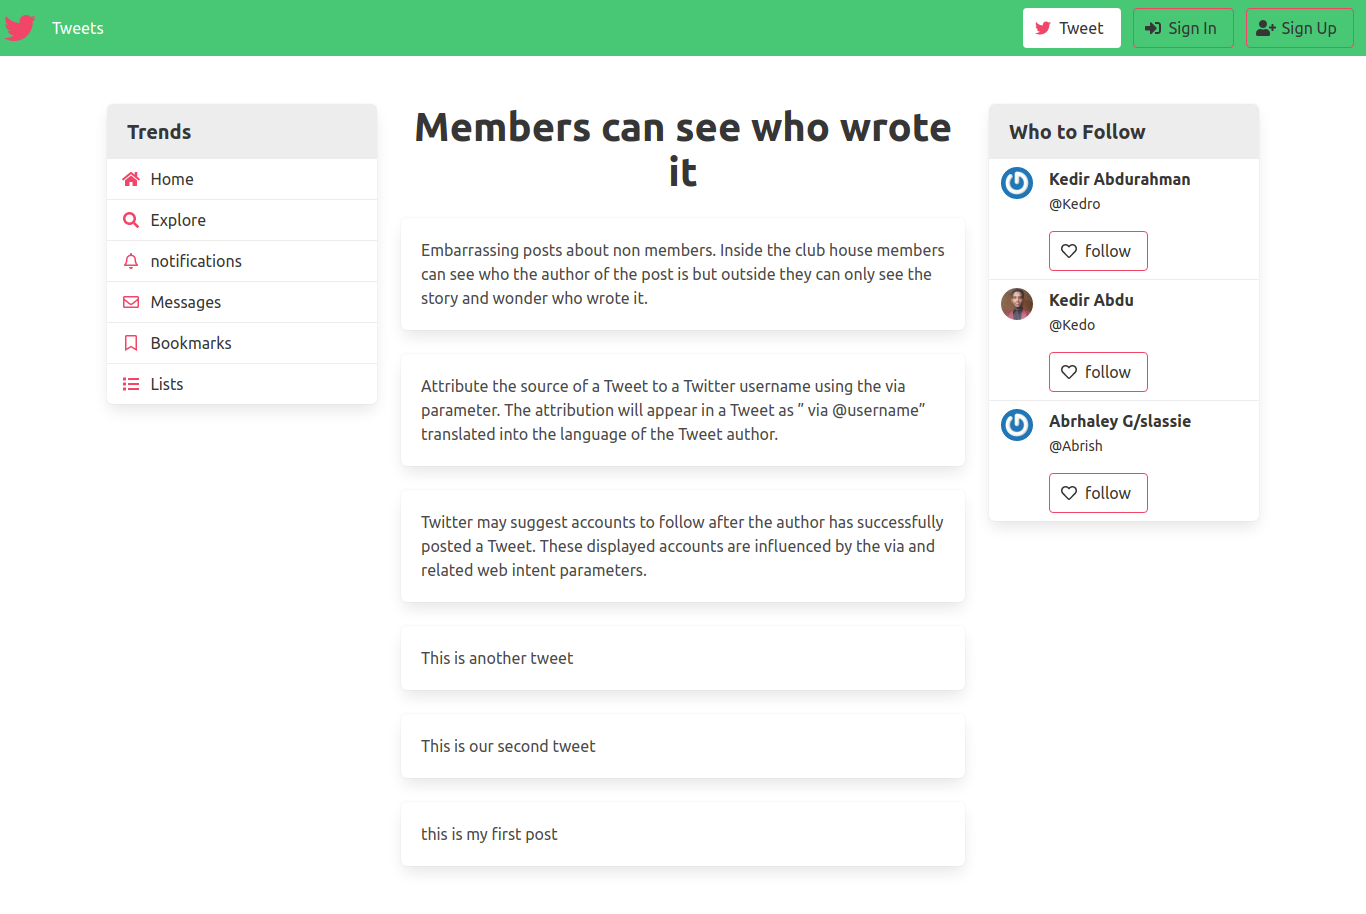 Tweets
Tweet
Sign In
Sign Up
Trends
Home
Explore
notifications
Messages
Bookmarks
Lists
Members can see who wrote
it
Embarrassing posts about non members. Inside the club house members
can see who the author of the post is but outside they can only see the
story and wonder who wrote it.
Attribute the source of a Tweet to a Twitter username using the via
parameter. The attribution will appear in a Tweet as ” via @username”
translated into the language of the Tweet author.
Twitter may suggest accounts to follow after the author has successfully
posted a Tweet. These displayed accounts are influenced by the via and
related web intent parameters.
This is another tweet
This is our second tweet
this is my first post
Who to Follow
Kedir Abdurahman
@Kedro
follow
Kedir Abdu
@Kedo
follow
Abrhaley G/slassie
@Abrish
follow